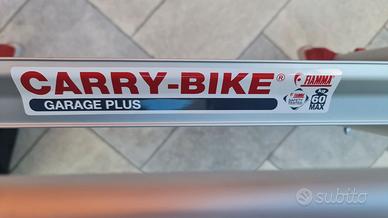 CARRY-BIKE®
GARAGE PLUS
FIAMMA
60
MAX
subito